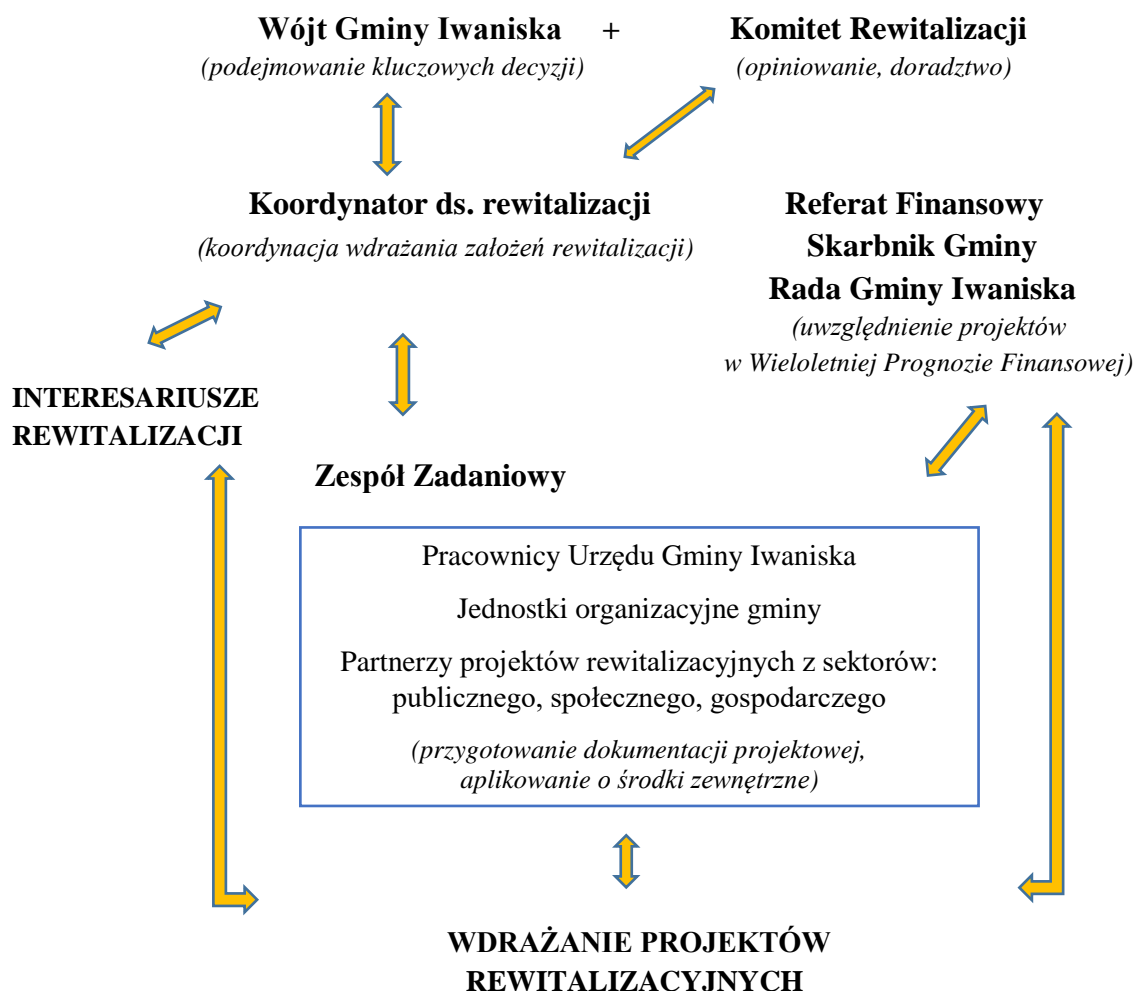 Wójt Gminy Iwaniska + Komitet Rewitalizacji
(podejmowanie kluczowych decyzji) (opiniowanie, doradztwo)
Koordynator ds. rewitalizacji
(koordynacja wdrażania założeń rewitalizacji)
Referat Finansowy
Skarbnik Gminy
Rada Gminy Iwaniska
(uwzględnienie projektów
w Wieloletniej Prognozie Finansowej)
INTERESARIUSZE
REWITALIZACJI
Zespół Zadaniowy
Pracownicy Urzędu Gminy Iwaniska
Jednostki organizacyjne gminy
Partnerzy projektów rewitalizacyjnych z sektorów:
publicznego, społecznego, gospodarczego
(przygotowanie dokumentacji projektowej,
aplikowanie o środki zewnętrzne)
WDRAŻANIE PROJEKTÓW
REWITALIZACYJNYCH